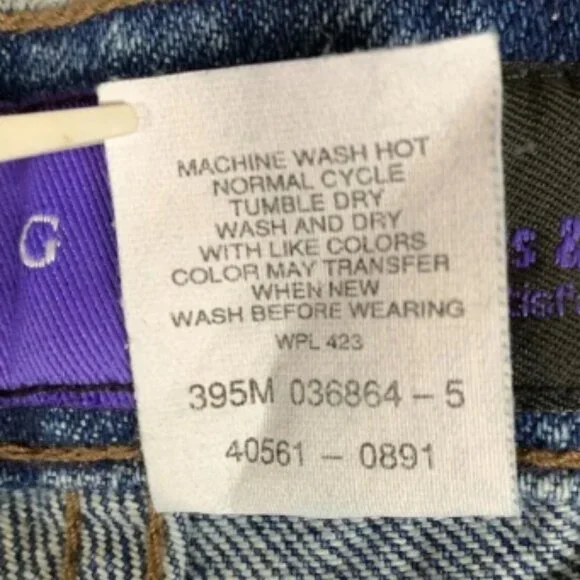 MACHINE WASH HOT
NORMAL CYCLE
TUMBLE DRY
WASH AND DRY
WITH LIKE COLORS
COLOR MAY TRANSFER
WHEN NEW
WASH BEFORE WEARING
WPL 423
395M 036864 - 5
40561 - 0891
G
s &